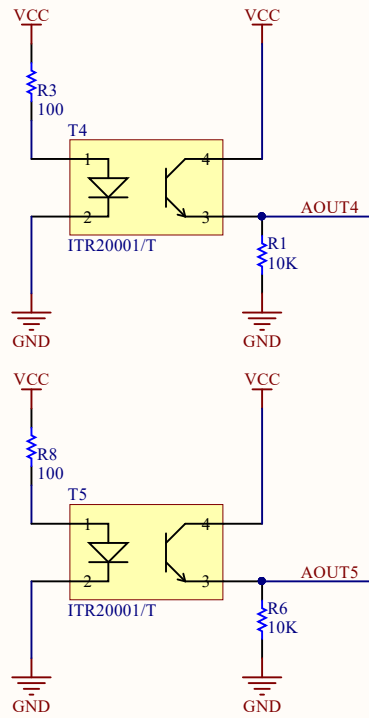 VCC VCC
R3
100
T4
1 4
2 3 AOUT4
ITR20001/T
R1
10K
GND GND
VCC VCC
R8
100
T5
1 4
2 3 AOUT5
ITR20001/T
R6
10K
GND GND